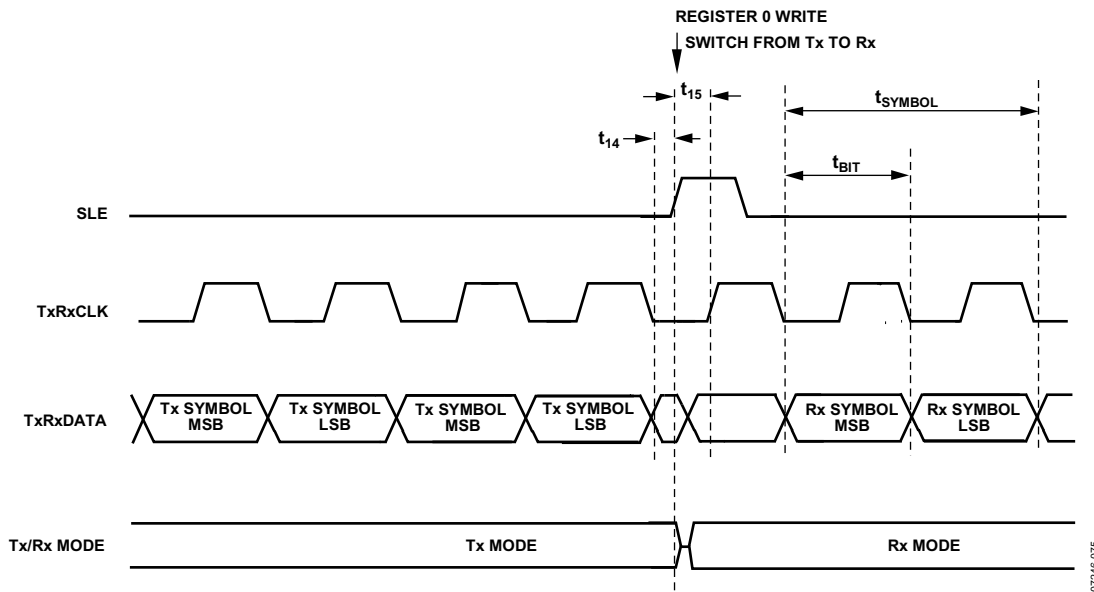 REGISTER 0 WRITE
SWITCH FROM Tx TO Rx
t15
tSYMBOL
t14
tBIT
SLE
TxRxCLK
TxRxDATA
Tx SYMBOL
MSB
Tx SYMBOL
LSB
Tx SYMBOL
MSB
Tx SYMBOL
LSB
Rx SYMBOL
MSB
Rx SYMBOL
LSB
Tx/Rx MODE
Tx MODE
Rx MODE
07246-075